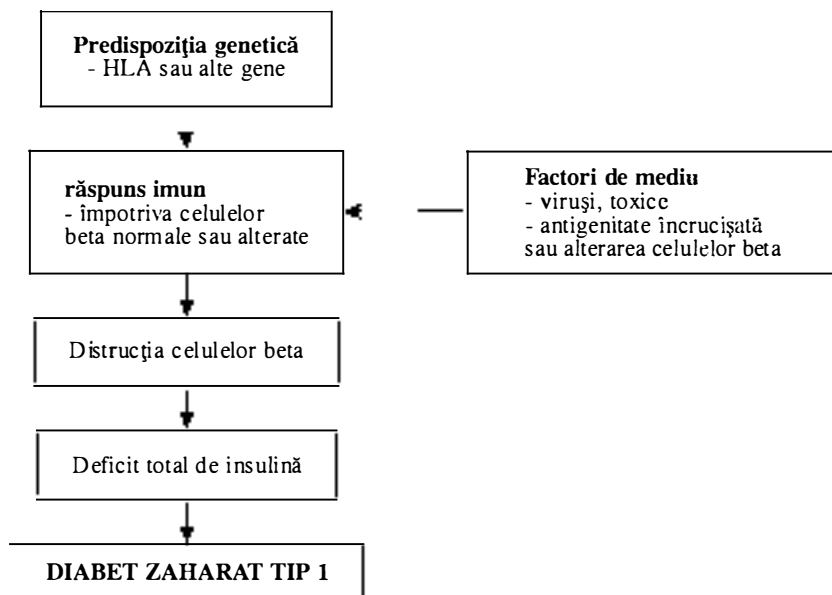 Predispoziţia genetică
- HLA sau alte gene
răspuns imun
- împotriva celulelor
beta normale sau alterate
Factori de mediu
- viruşi, toxice
- antigenitate încrucişată
sau alterarea celulelor beta
Distrucţia celulelor beta
Deficit total de insulină
DIABET ZAHARAT TIP 1